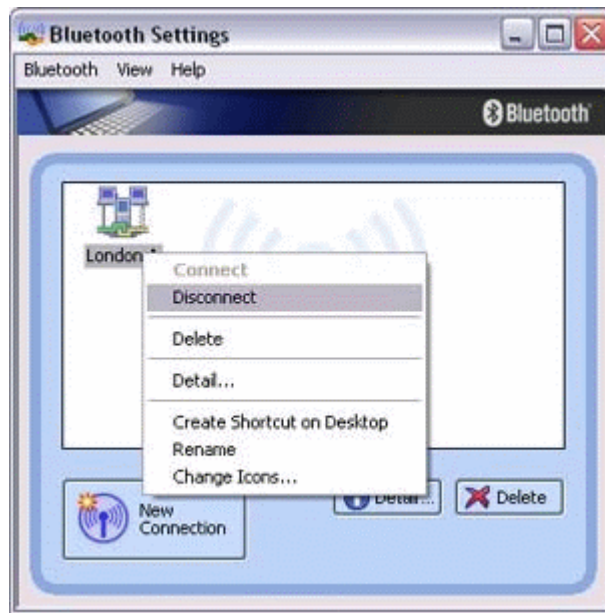 Bluetooth Settings
Bluetooth View Help
Bluetooth
London
Connect
Disconnect
Delete
Detail...
Create Shortcut on Desktop
Rename
Change Icons...
New
Connection
Detail...
Delete